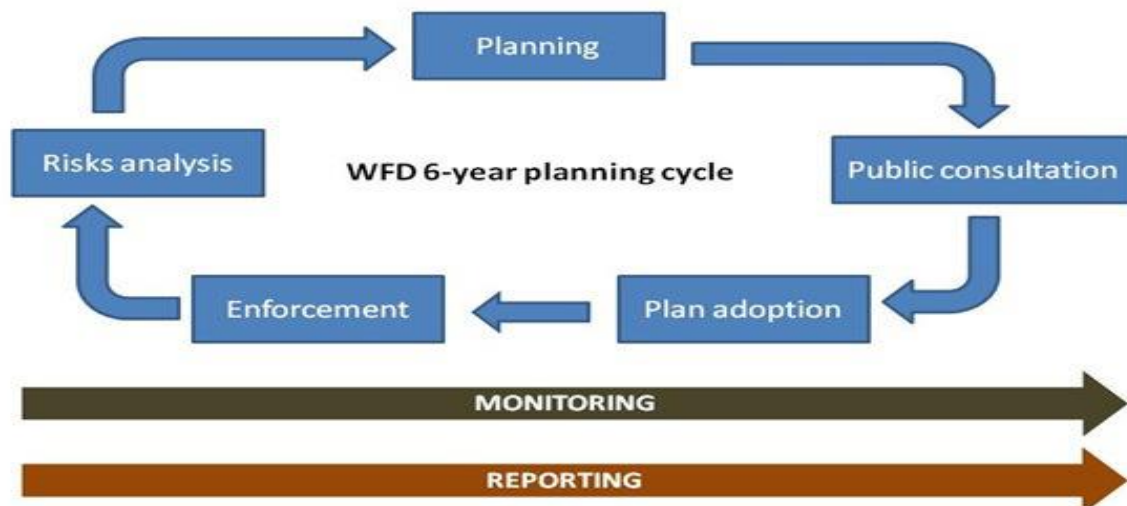 Planning
Risks analysis
WFD 6-year planning cycle
Public consultation
Enforcement
Plan adoption
MONITORING
REPORTING